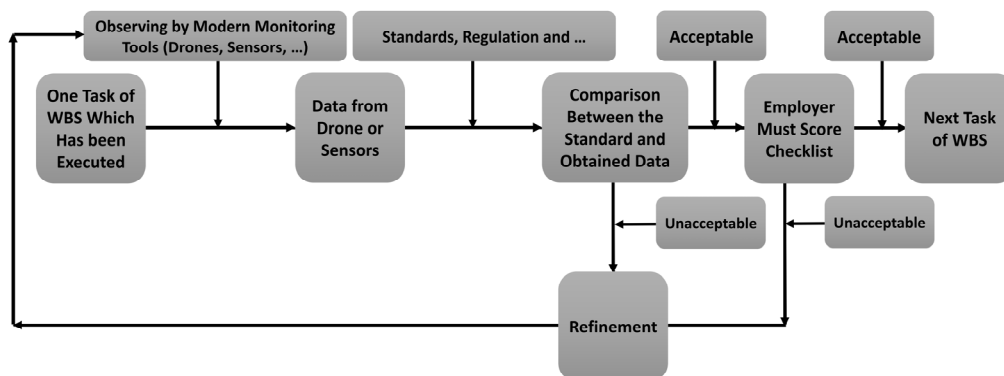 Observing by Modern Monitoring
Tools (Drones, Sensors, ...)
Standards, Regulation and ...
Acceptable
Acceptable
One Task of
WBS Which
Has been
Executed
Data from
Drone or
Sensors
Comparison
Between the
Standard and
Obtained Data
Employer
Must Score
Checklist
Next Task
of WBS
Unacceptable
Unacceptable
Refinement